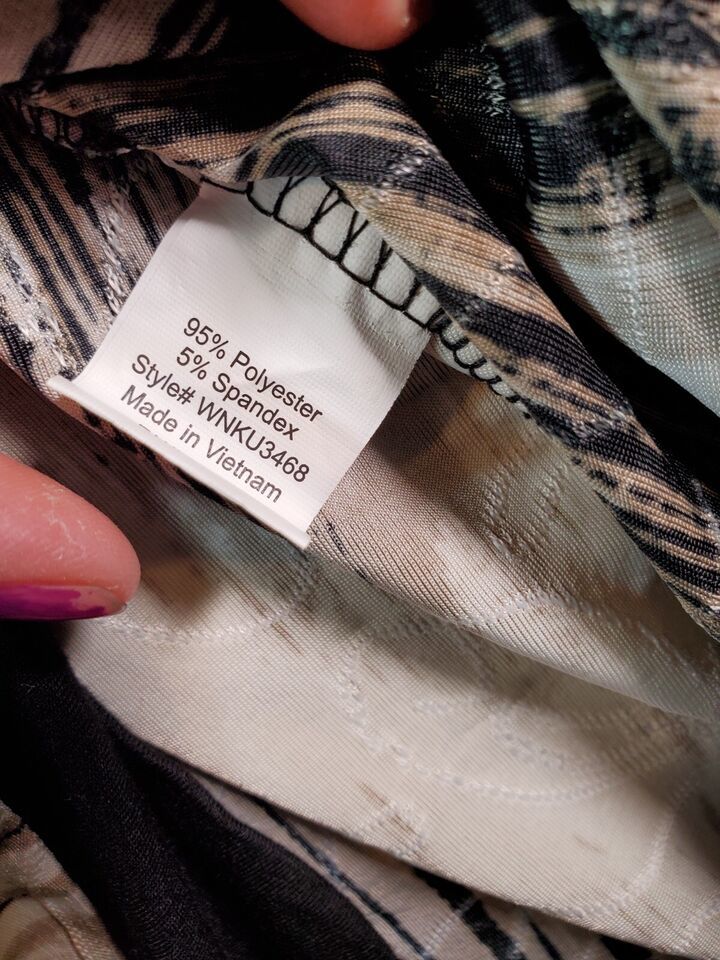 95% Polyester
5% Spandex
Style# WNKU3468
Made in Vietnam